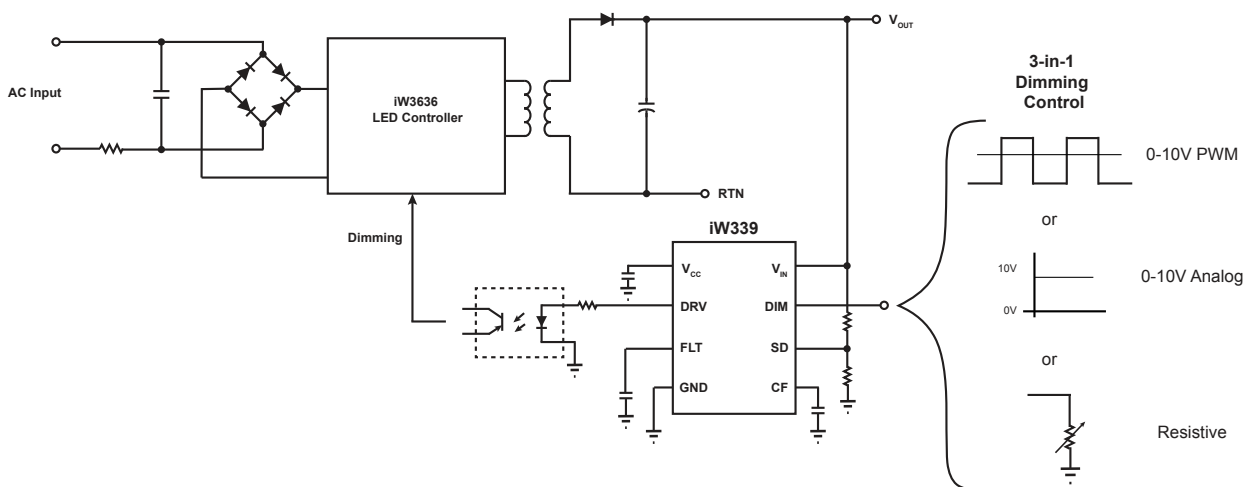 AC Input
iW3636
LED Controller
VOUT
RTN
Dimming
iW339
VCC
DRV
FLT
GND
VIN
DIM
SD
CF
3-in-1
Dimming
Control
0-10V PWM
or
10V
0V
0-10V Analog
or
Resistive